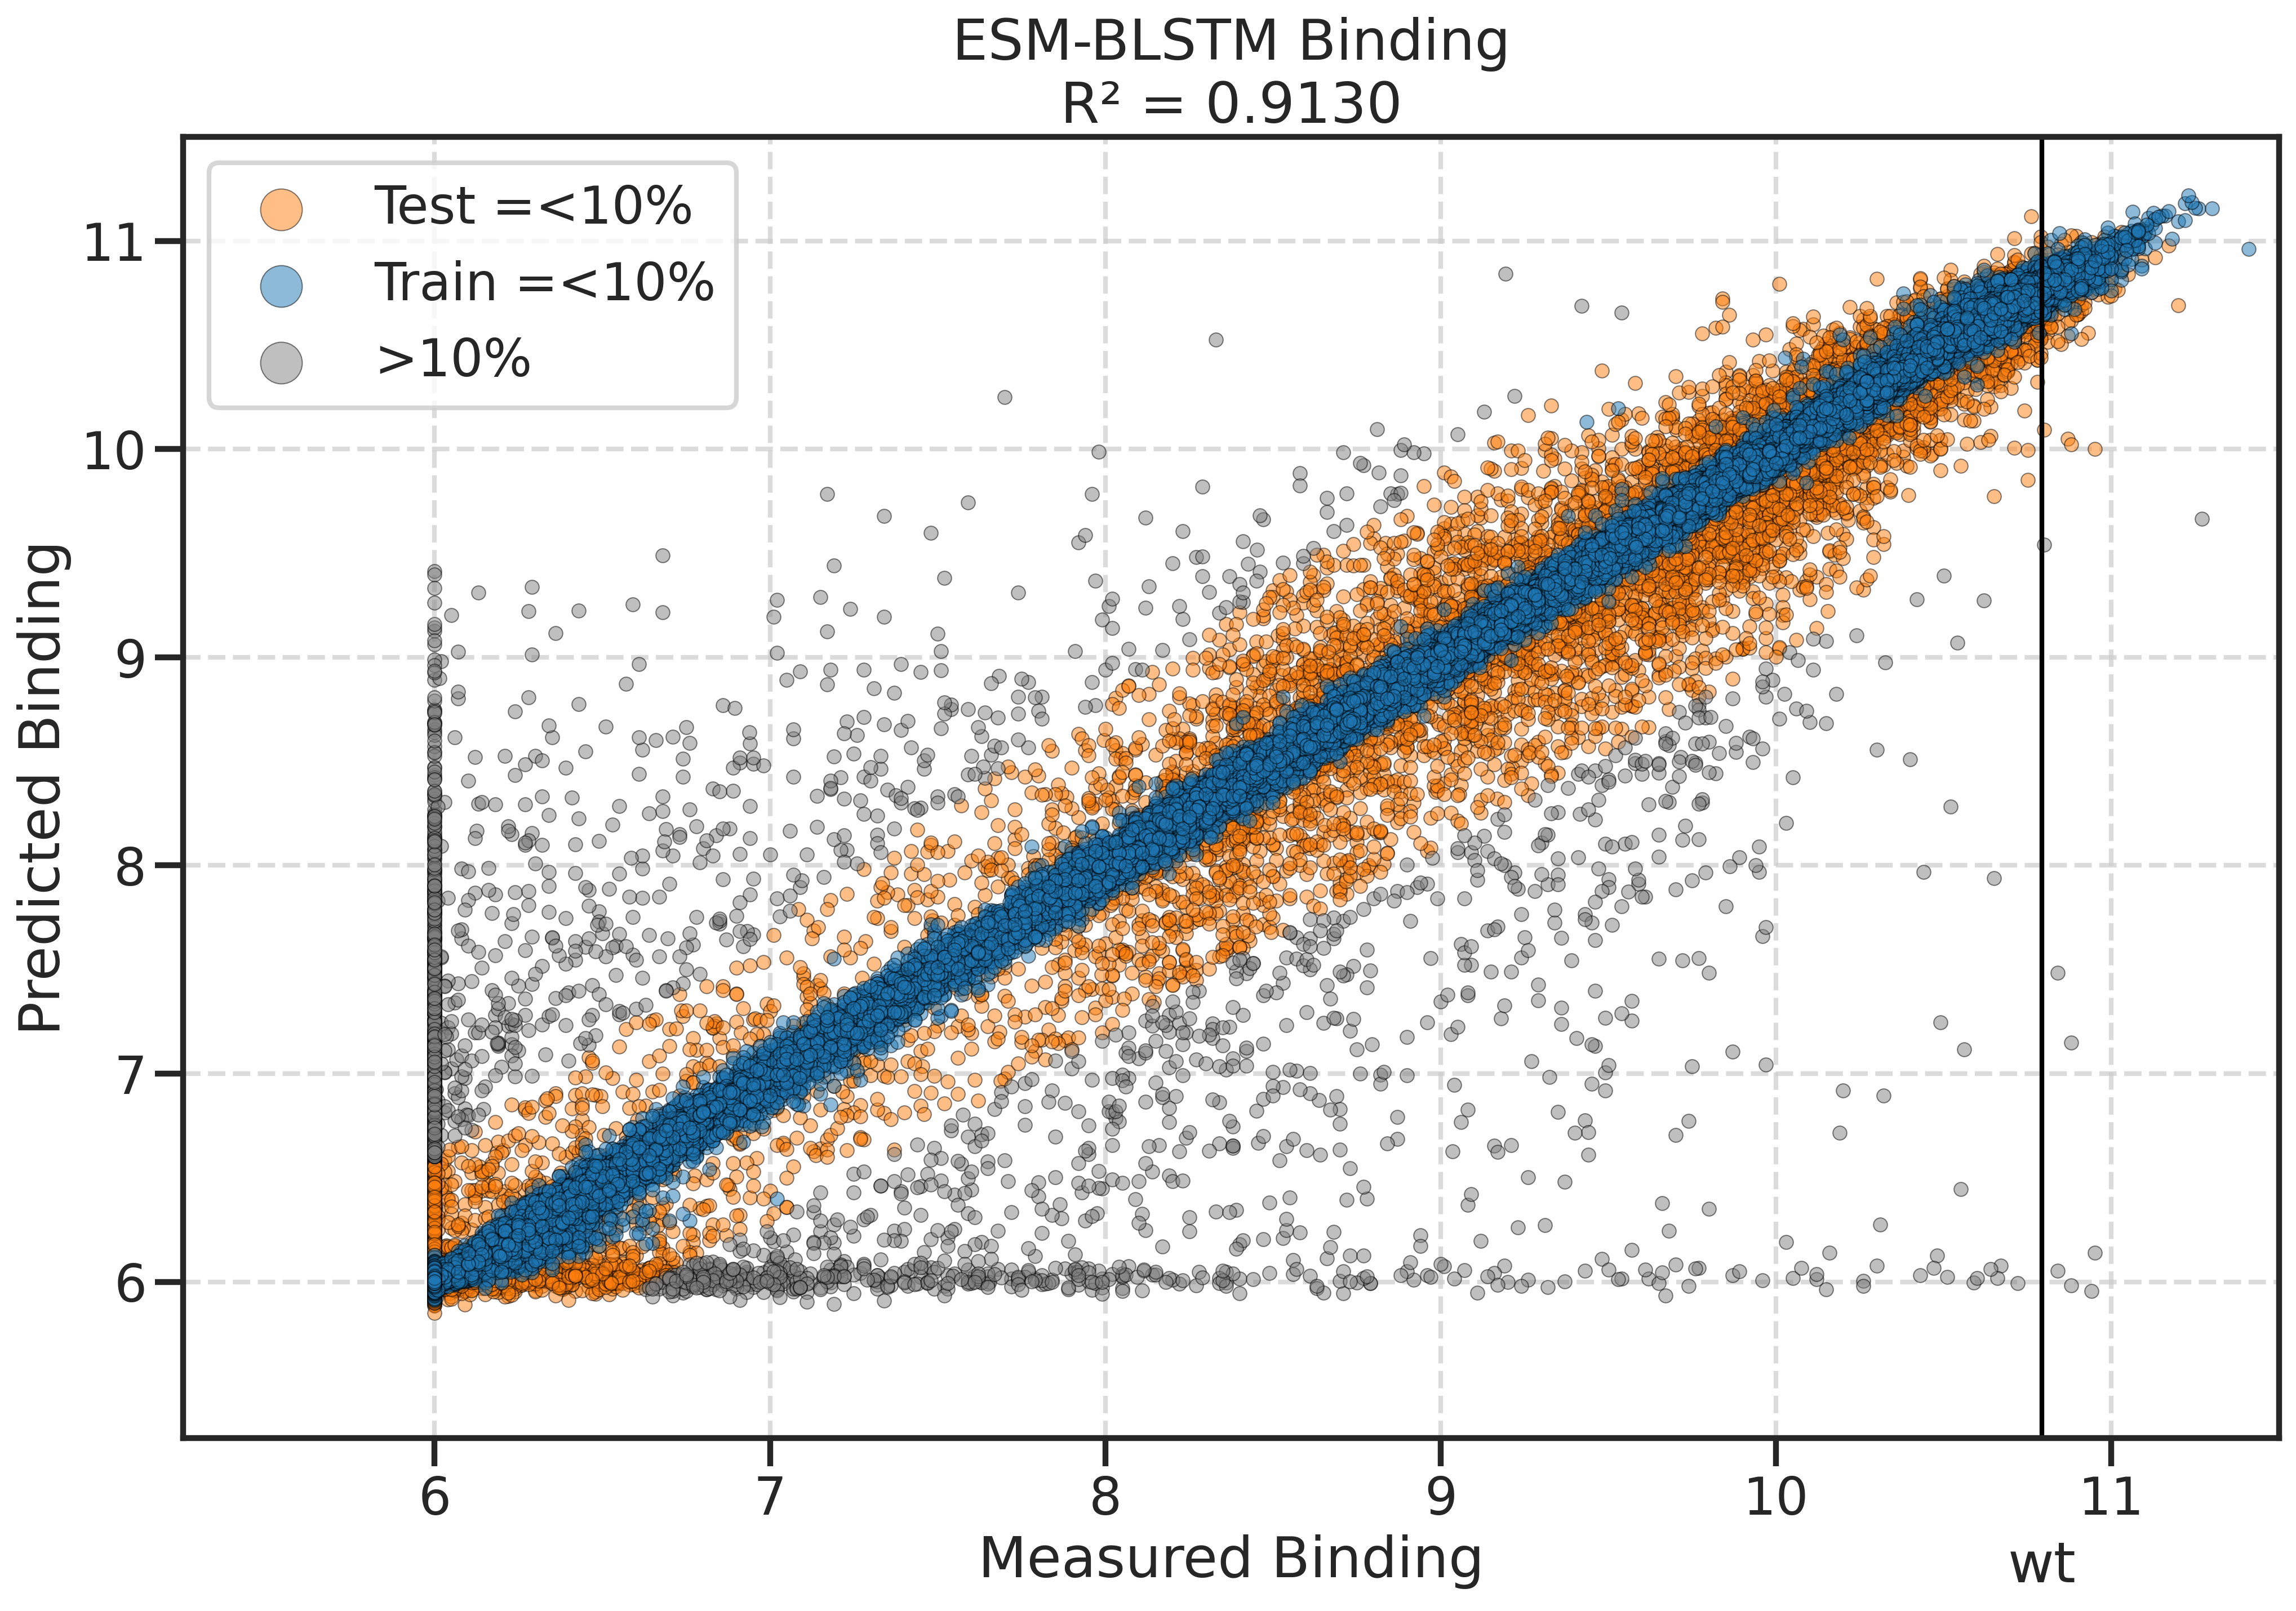 ESM-BLSTM Binding
R² = 0.9130
Test =<10%
Train =<10%
>10%
Predicted Binding
11
10
9
8
7
6
6 7 8 9 10 11
Measured Binding
wt